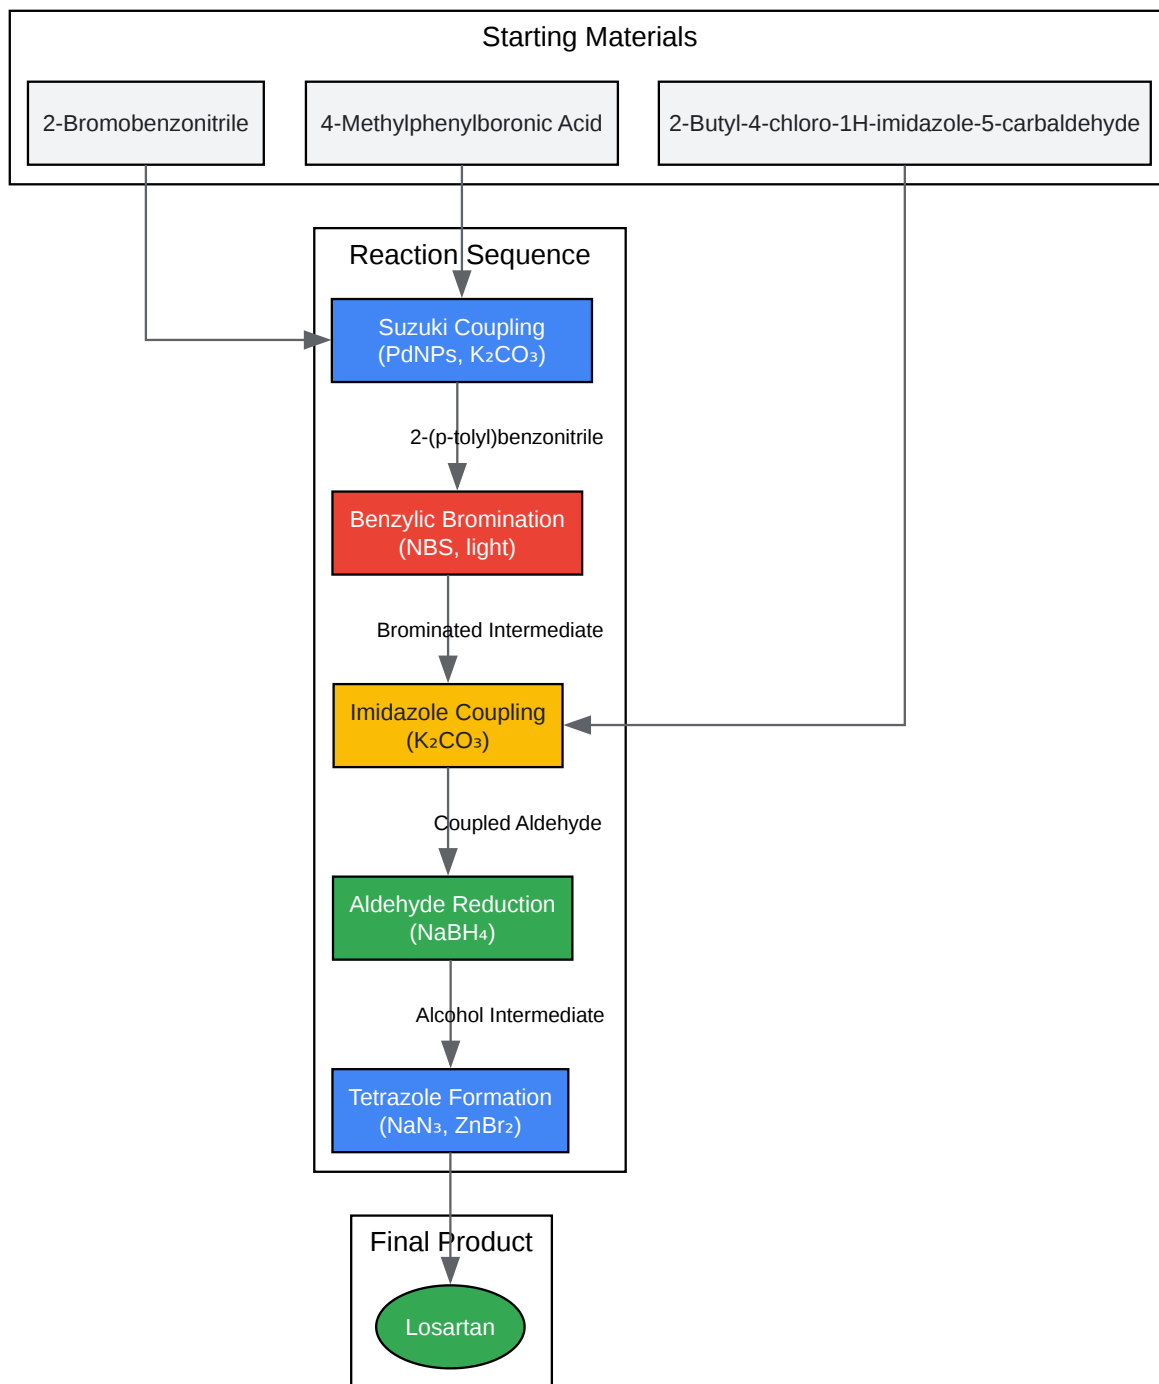 Starting Materials
2-Bromobenzonitrile
4-Methylphenylboronic Acid
2-Butyl-4-chloro-1H-imidazole-5-carbaldehyde
Reaction Sequence
Suzuki Coupling
(PdNPs, K₂CO₃)
2-(p-tolyl)benzonitrile
Benzylic Bromination
(NBS, light)
Brominated Intermediate
Imidazole Coupling
(K₂CO₃)
Coupled Aldehyde
Aldehyde Reduction
(NaBH₄)
Alcohol Intermediate
Tetrazole Formation
(NaN₃, ZnBr₂)
Final Product
Losartan